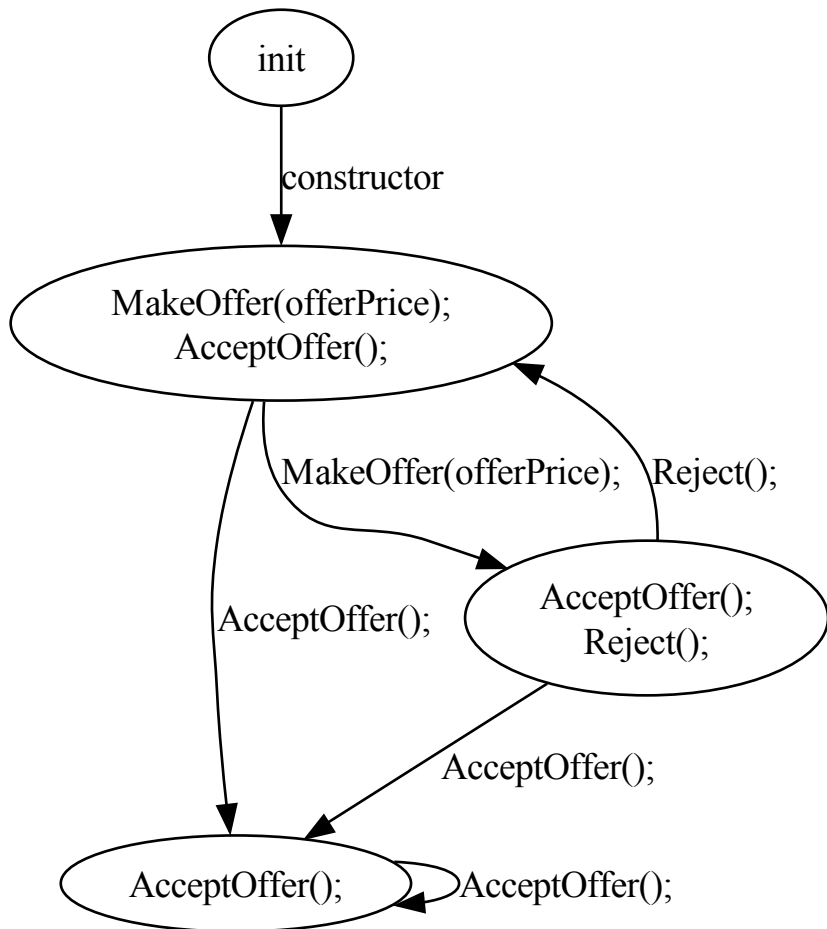 init
constructor
MakeOffer(offerPrice);
AcceptOffer();
MakeOffer(offerPrice);
Reject();
AcceptOffer();
AcceptOffer();
Reject();
AcceptOffer();
AcceptOffer();
AcceptOffer();